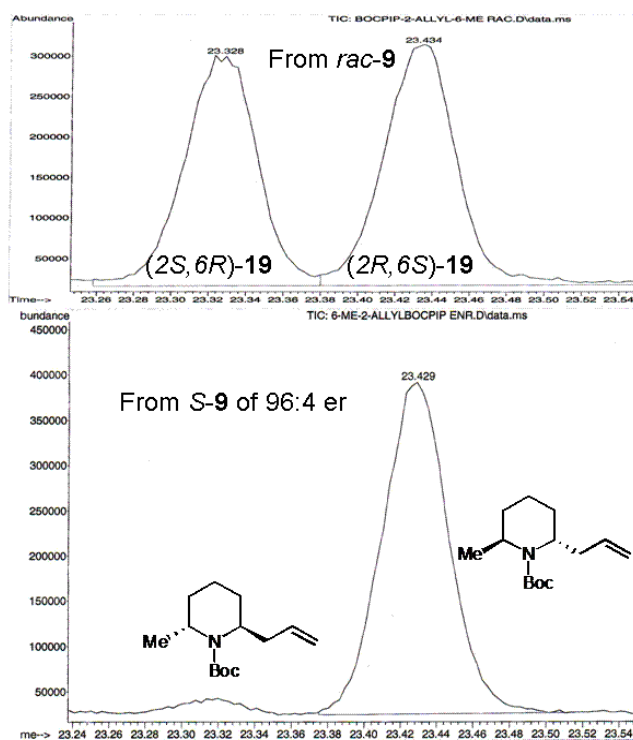 Abundance
TIC: BOCPIP-2-ALLYL-6-ME RAC.D\data.ms
23.328
23.434
From rac-9
300000
250000
200000
150000
100000
50000
(2S,6R)-19
(2R,6S)-19
Time-->
23.26 23.28 23.30 23.32 23.34 23.36 23.38 23.40 23.42 23.44 23.46 23.48 23.50 23.52 23.54
bundance
TIC: 6-ME-2-ALLYLBOCPIP ENR.D\data.ms
450000
400000
23.429
From S-9 of 96:4 er
350000
300000
250000
200000
Me
N
Boc
150000
100000
Me
N
Boc
50000
me-->
23.24 23.26 23.28 23.30 23.32 23.34 23.36 23.38 23.40 23.42 23.44 23.46 23.48 23.50 23.52 23.54